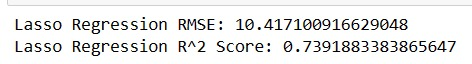 Lasso Regression RMSE: 10.417100916629048
Lasso Regression R^2 Score: 0.7391883383865647